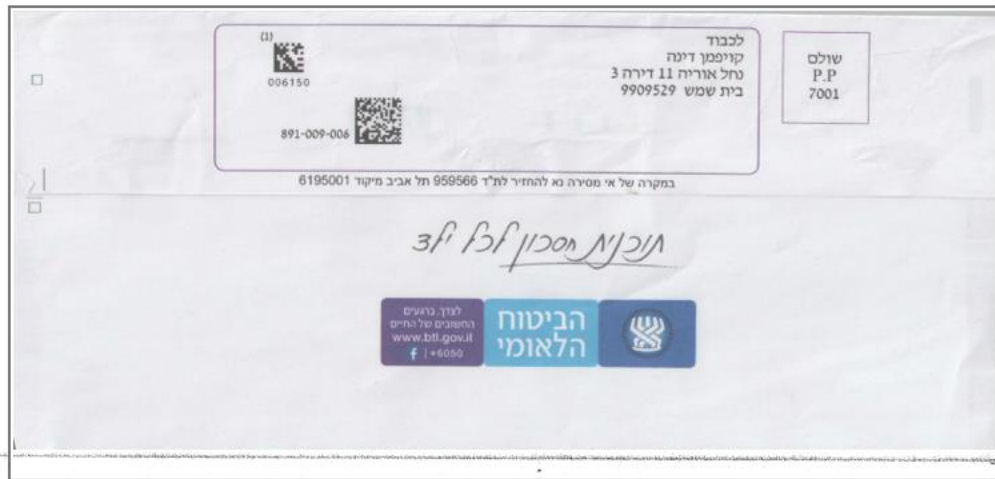 שולם
P.P
7001
לכבוד
קויפמן דינה
נחל אוריה 11 דירה 3
בית שמש 9909529
(1)
006150
891-009-006
במקרה של אי מסירה נא להחזיר לת"ד 959566 תל אביב מיקוד 6195001
תוכנית חסכון לכל ילד
הביטוח
הלאומי
לצדך, ברגעים
החשובים של החיים
www.btl.gov.il
f | *6050